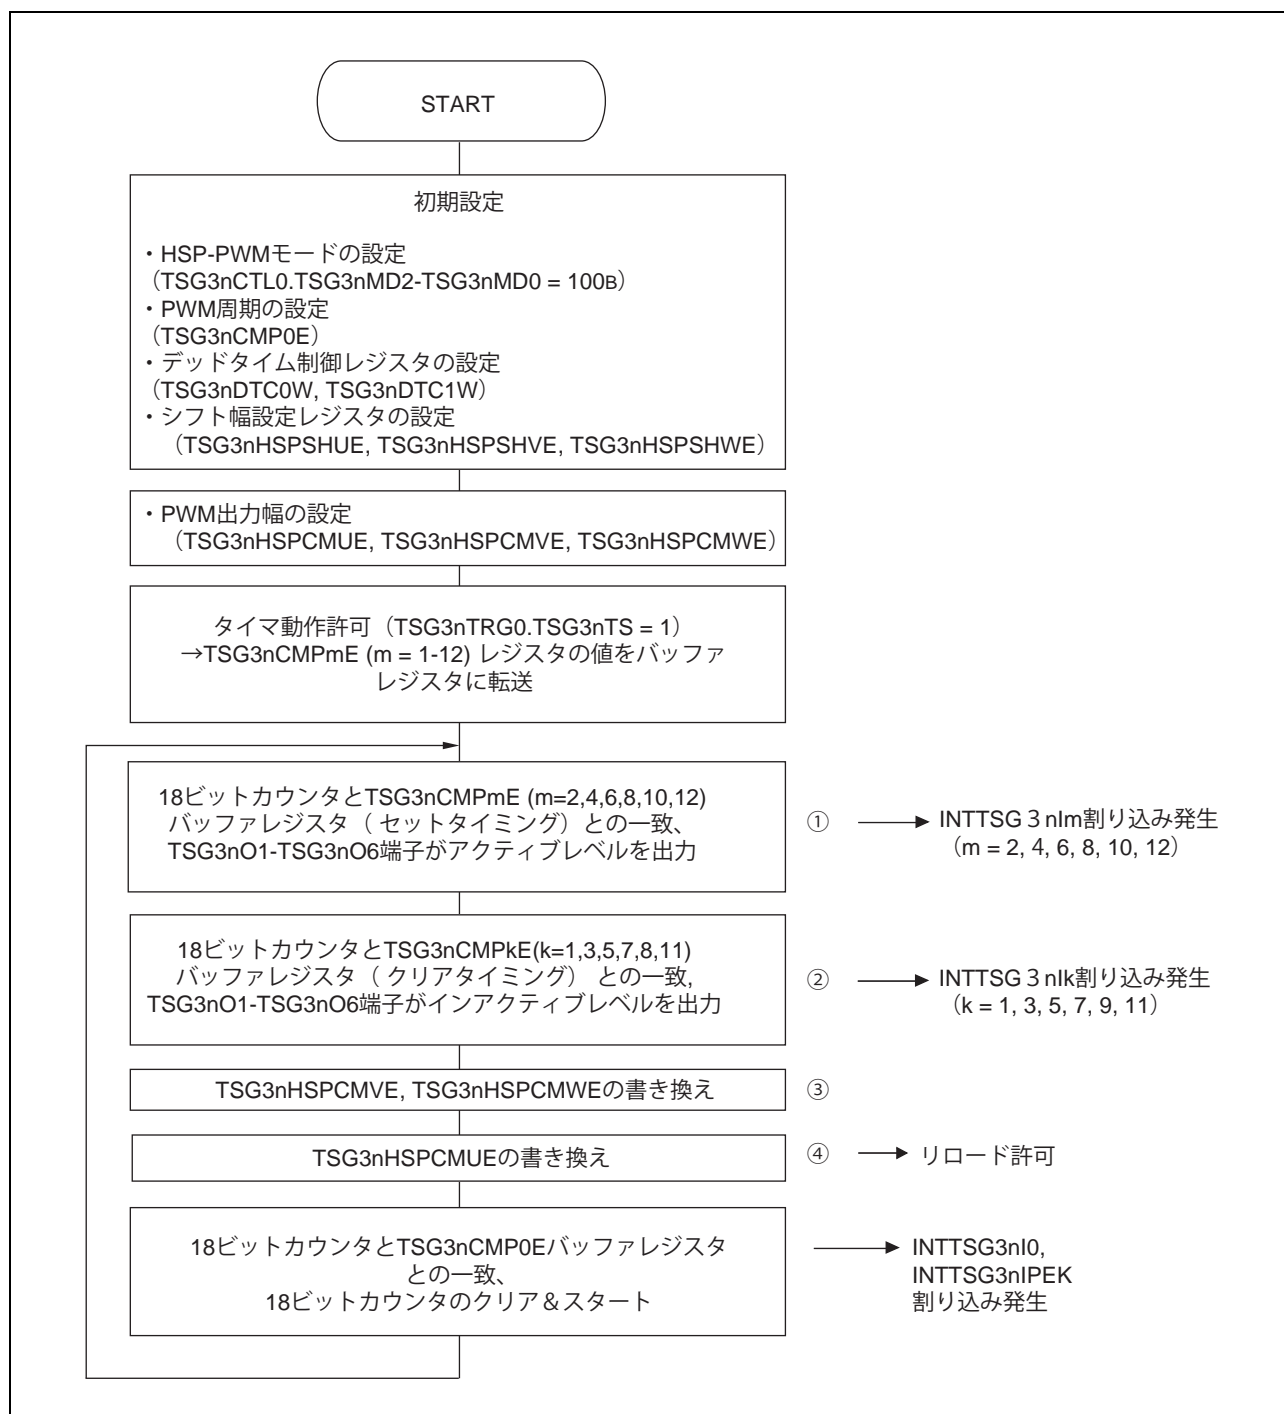 START
初期設定
・HSP-PWMモードの設定
（TSG3nCTL0.TSG3nMD2-TSG3nMD0 = 100B）
・PWM周期の設定
（TSG3nCMP0E）
・デッドタイム制御レジスタの設定
（TSG3nDTC0W, TSG3nDTC1W）
・シフト幅設定レジスタの設定
（TSG3nHSPSHUE, TSG3nHSPSHVE, TSG3nHSPSHWE）
・PWM出力幅の設定
（TSG3nHSPCMUE, TSG3nHSPCMVE, TSG3nHSPCMWE）
タイマ動作許可（TSG3nTRG0.TSG3nTS = 1）
→TSG3nCMPmE (m = 1-12) レジスタの値をバッファ
レジスタに転送
18ビットカウンタとTSG3nCMPmE (m=2,4,6,8,10,12)
バッファレジスタ（ セットタイミング）との一致、
TSG3nO1-TSG3nO6端子がアクティブレベルを出力
①
INTTSG３nIm割り込み発生
（m = 2, 4, 6, 8, 10, 12）
18ビットカウンタとTSG3nCMPkE(k=1,3,5,7,8,11)
バッファレジスタ（ クリアタイミング） との一致,
TSG3nO1-TSG3nO6端子がインアクティブレベルを出力
②
INTTSG３nIk割り込み発生
（k = 1, 3, 5, 7, 9, 11）
TSG3nHSPCMVE, TSG3nHSPCMWEの書き換え
③
TSG3nHSPCMUEの書き換え
④
リロード許可
18ビットカウンタとTSG3nCMP0Eバッファレジスタ
との一致、
18ビットカウンタのクリア＆スタート
INTTSG3nI0,
INTTSG3nIPEK
割り込み発生